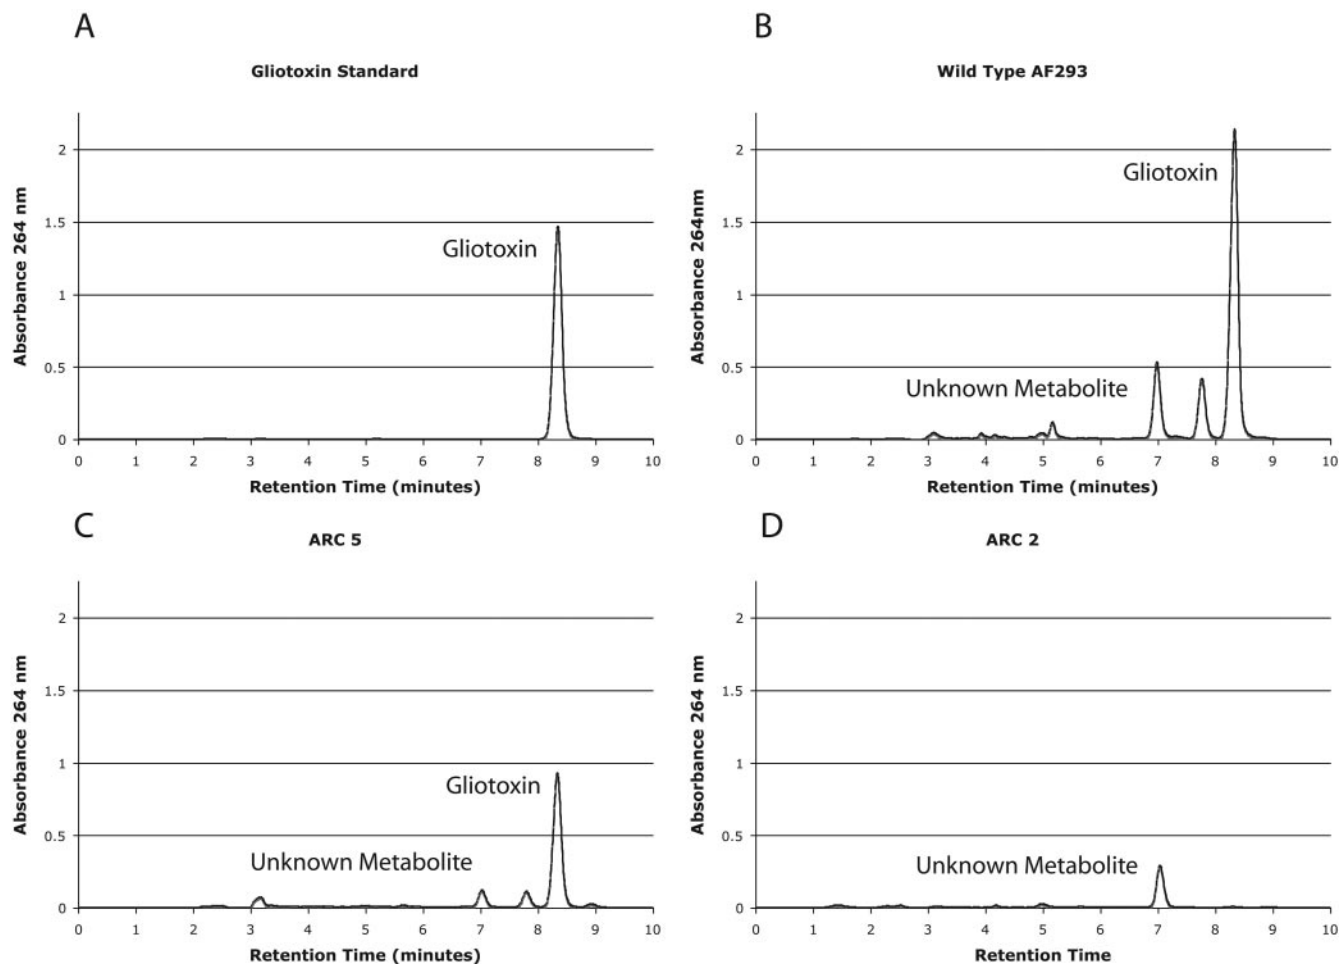 A
Gliotoxin Standard
Absorbance 264 nm
2
1.5
1
0.5
0
Gliotoxin
0 1 2 3 4 5 6 7 8 9 10
Retention Time (minutes)
B
Wild Type AF293
Absorbance 264nm
2
1.5
1
0.5
0
Gliotoxin
Unknown Metabolite
0 1 2 3 4 5 6 7 8 9 10
Retention Time (minutes)
C
ARC 5
Absorbance 264 nm
2
1.5
1
0.5
0
Gliotoxin
Unknown Metabolite
0 1 2 3 4 5 6 7 8 9 10
Retention Time (minutes)
D
ARC 2
Absorbance 264 nm
2
1.5
1
0.5
0
Unknown Metabolite
0 1 2 3 4 5 6 7 8 9 10
Retention Time